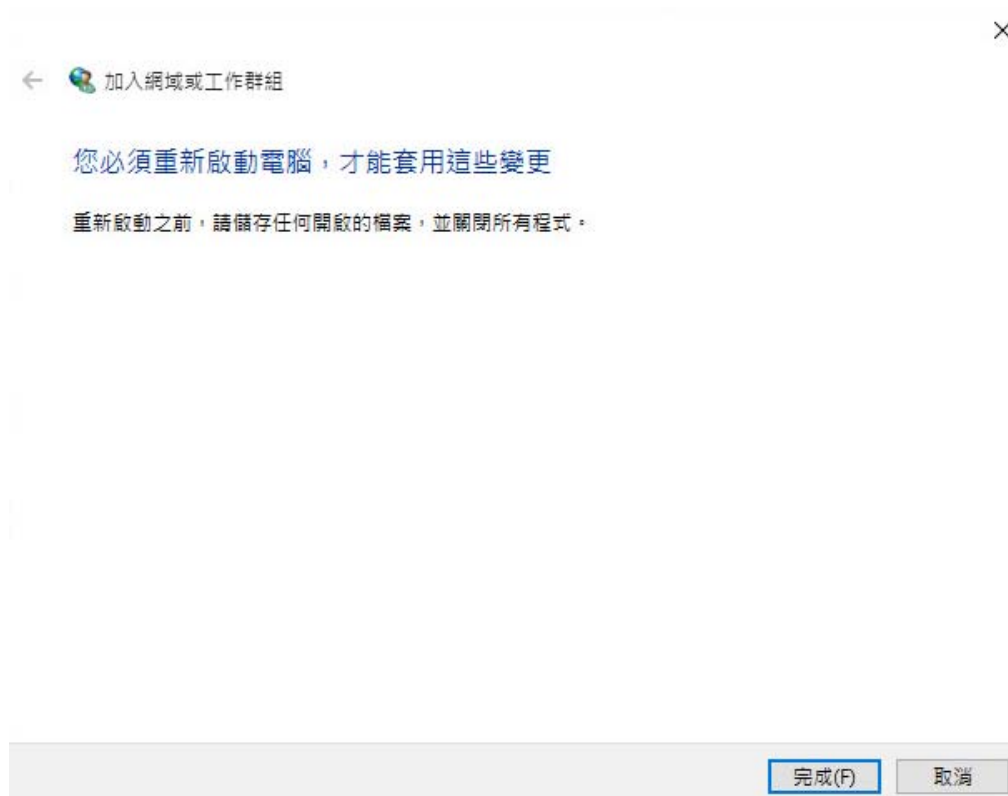 加入網域或工作群組
您必須重新啟動電腦，才能套用這些變更
重新啟動之前，請儲存任何開啟的檔案，並關閉所有程式。
完成(F)
取消